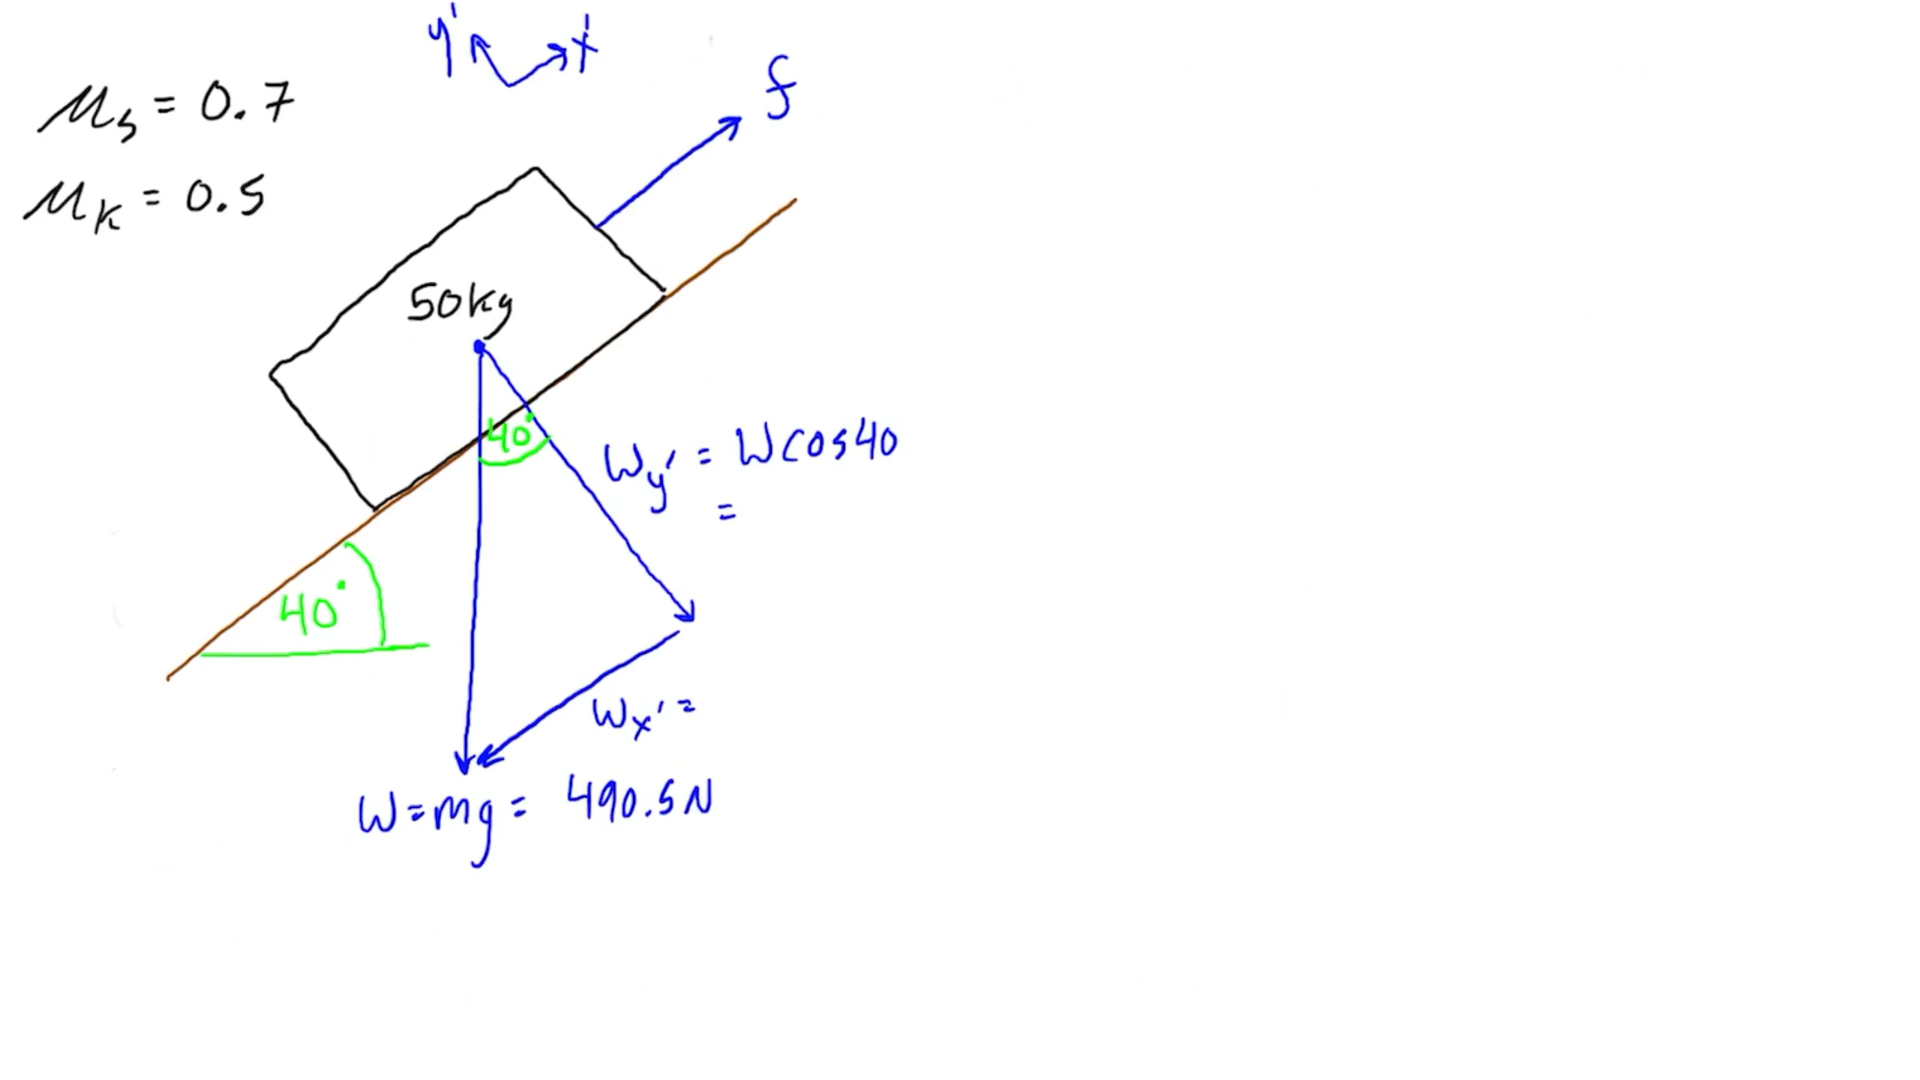 y' x'
f
μs = 0.7
μK = 0.5
50kg
40°
Wy' = Wcos40
=
40°
Wx' =
W=mg= 490.5N